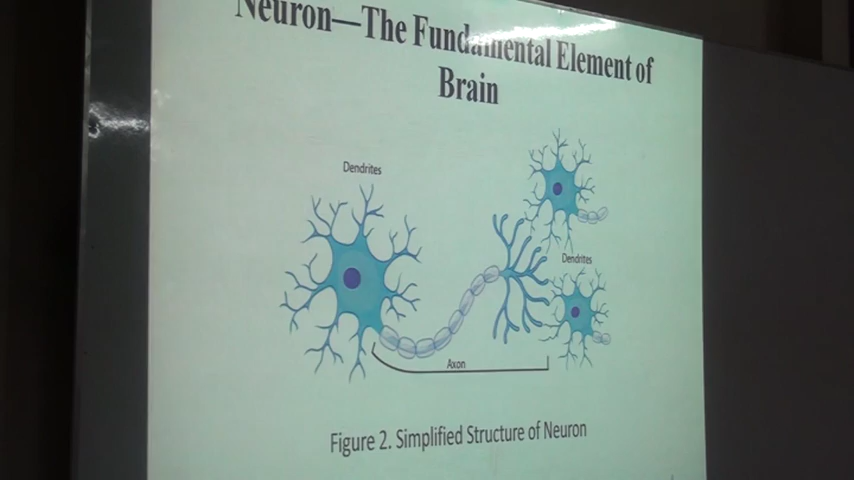 Neuron—The Fundamental Element of
Brain
Dendrites
Dendrites
Axon
Figure 2. Simplified Structure of Neuron